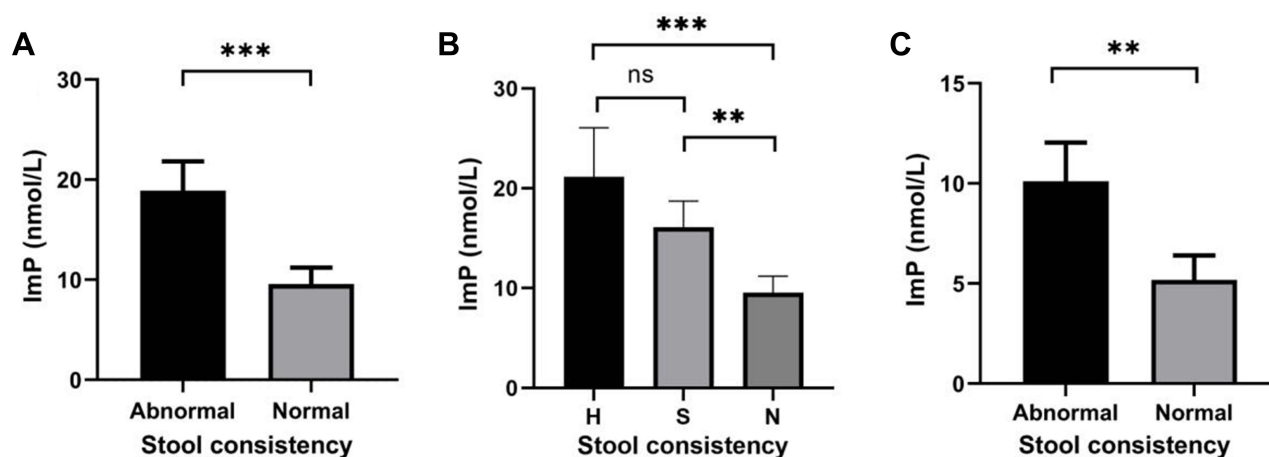 A
***
30
20
10
0
ImP (nmol/L)
Abnormal Normal
Stool consistency
B
***
ns
**
30
20
10
0
ImP (nmol/L)
H S N
Stool consistency
C
**
15
10
5
0
ImP (nmol/L)
Abnormal Normal
Stool consistency